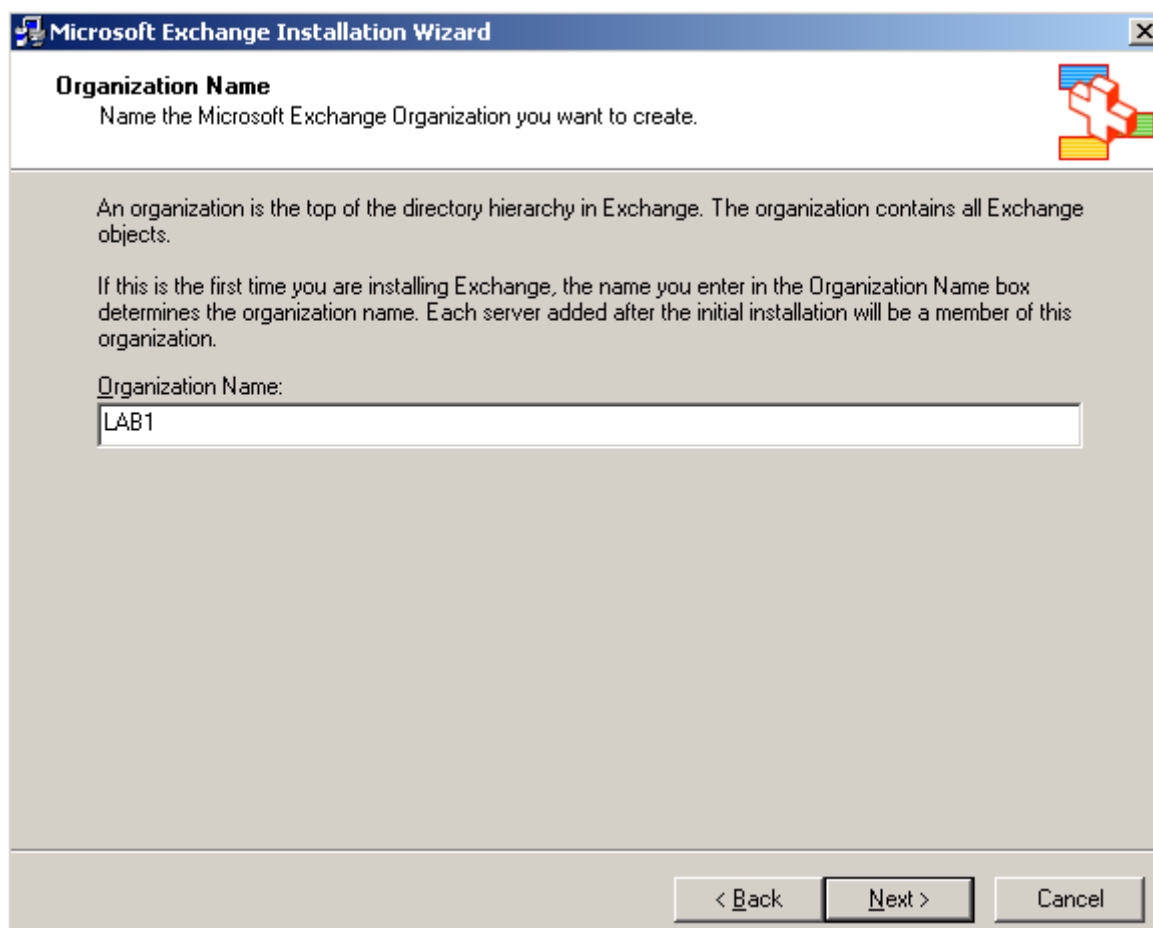 Microsoft Exchange Installation Wizard
Organization Name
Name the Microsoft Exchange Organization you want to create.
An organization is the top of the directory hierarchy in Exchange. The organization contains all Exchange
objects.
If this is the first time you are installing Exchange, the name you enter in the Organization Name box
determines the organization name. Each server added after the initial installation will be a member of this
organization.
Organization Name:
LAB1
< Back Next > Cancel